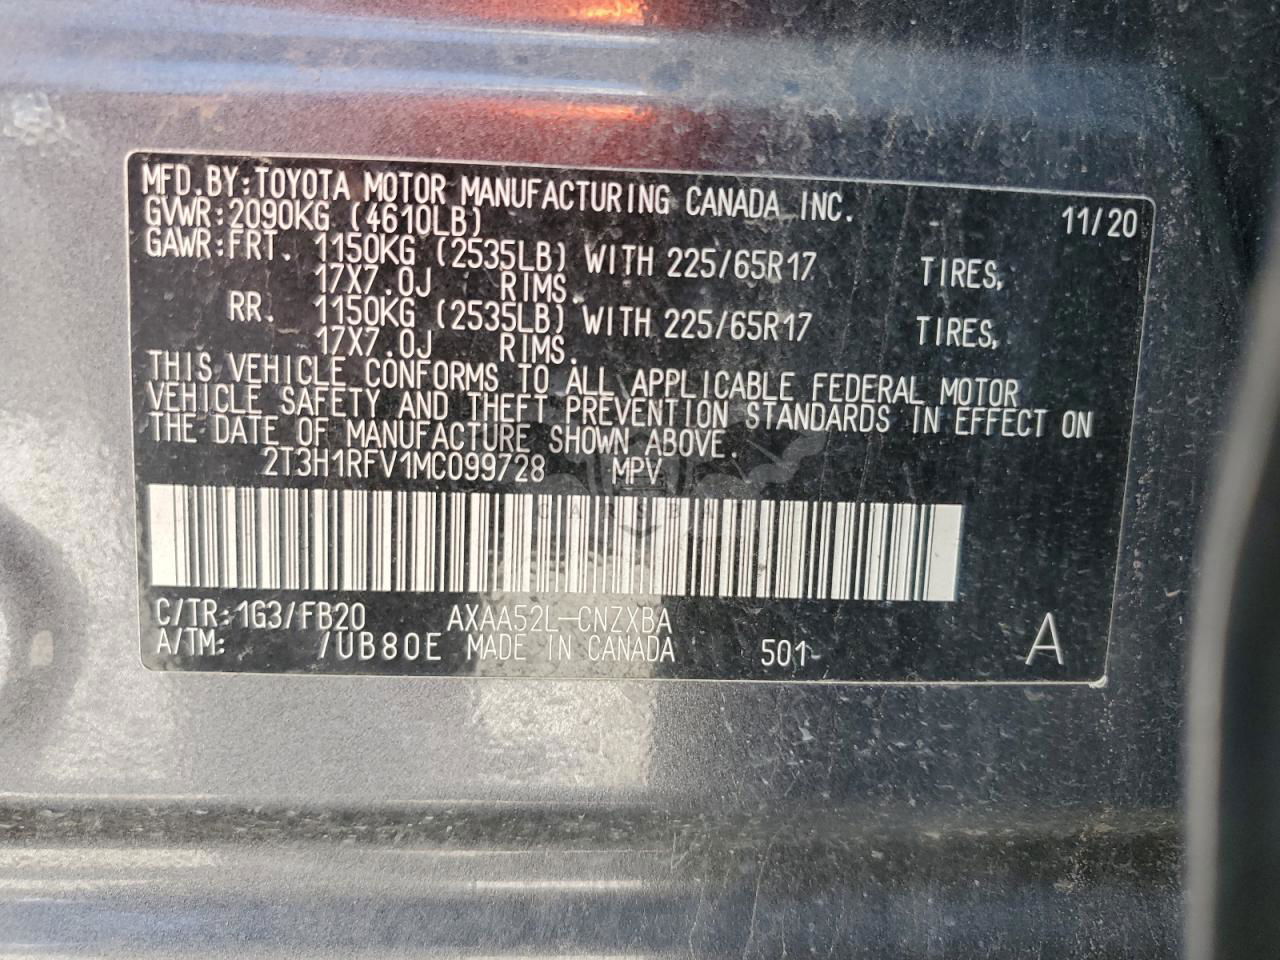 MFD.BY:TOYOTA MOTOR MANUFACTURING CANADA INC. 11/20
GVWR:2090KG (4610LB)
GAWR:FRT. 1150KG (2535LB) WITH 225/65R17 TIRES,
17X7.0J RIMS.
RR. 1150KG (2535LB) WITH 225/65R17 TIRES,
17X7.0J RIMS.
THIS VEHICLE CONFORMS TO ALL APPLICABLE FEDERAL MOTOR
VEHICLE SAFETY AND THEFT PREVENTION STANDARDS IN EFFECT ON
THE DATE OF MANUFACTURE SHOWN ABOVE.
2T3H1RFV1MC099728 MPV
CARSBAT
C/TR:1G3/FB20 AXAA52L-CNZXBA
A/TM: /UB80E MADE IN CANADA 501- A